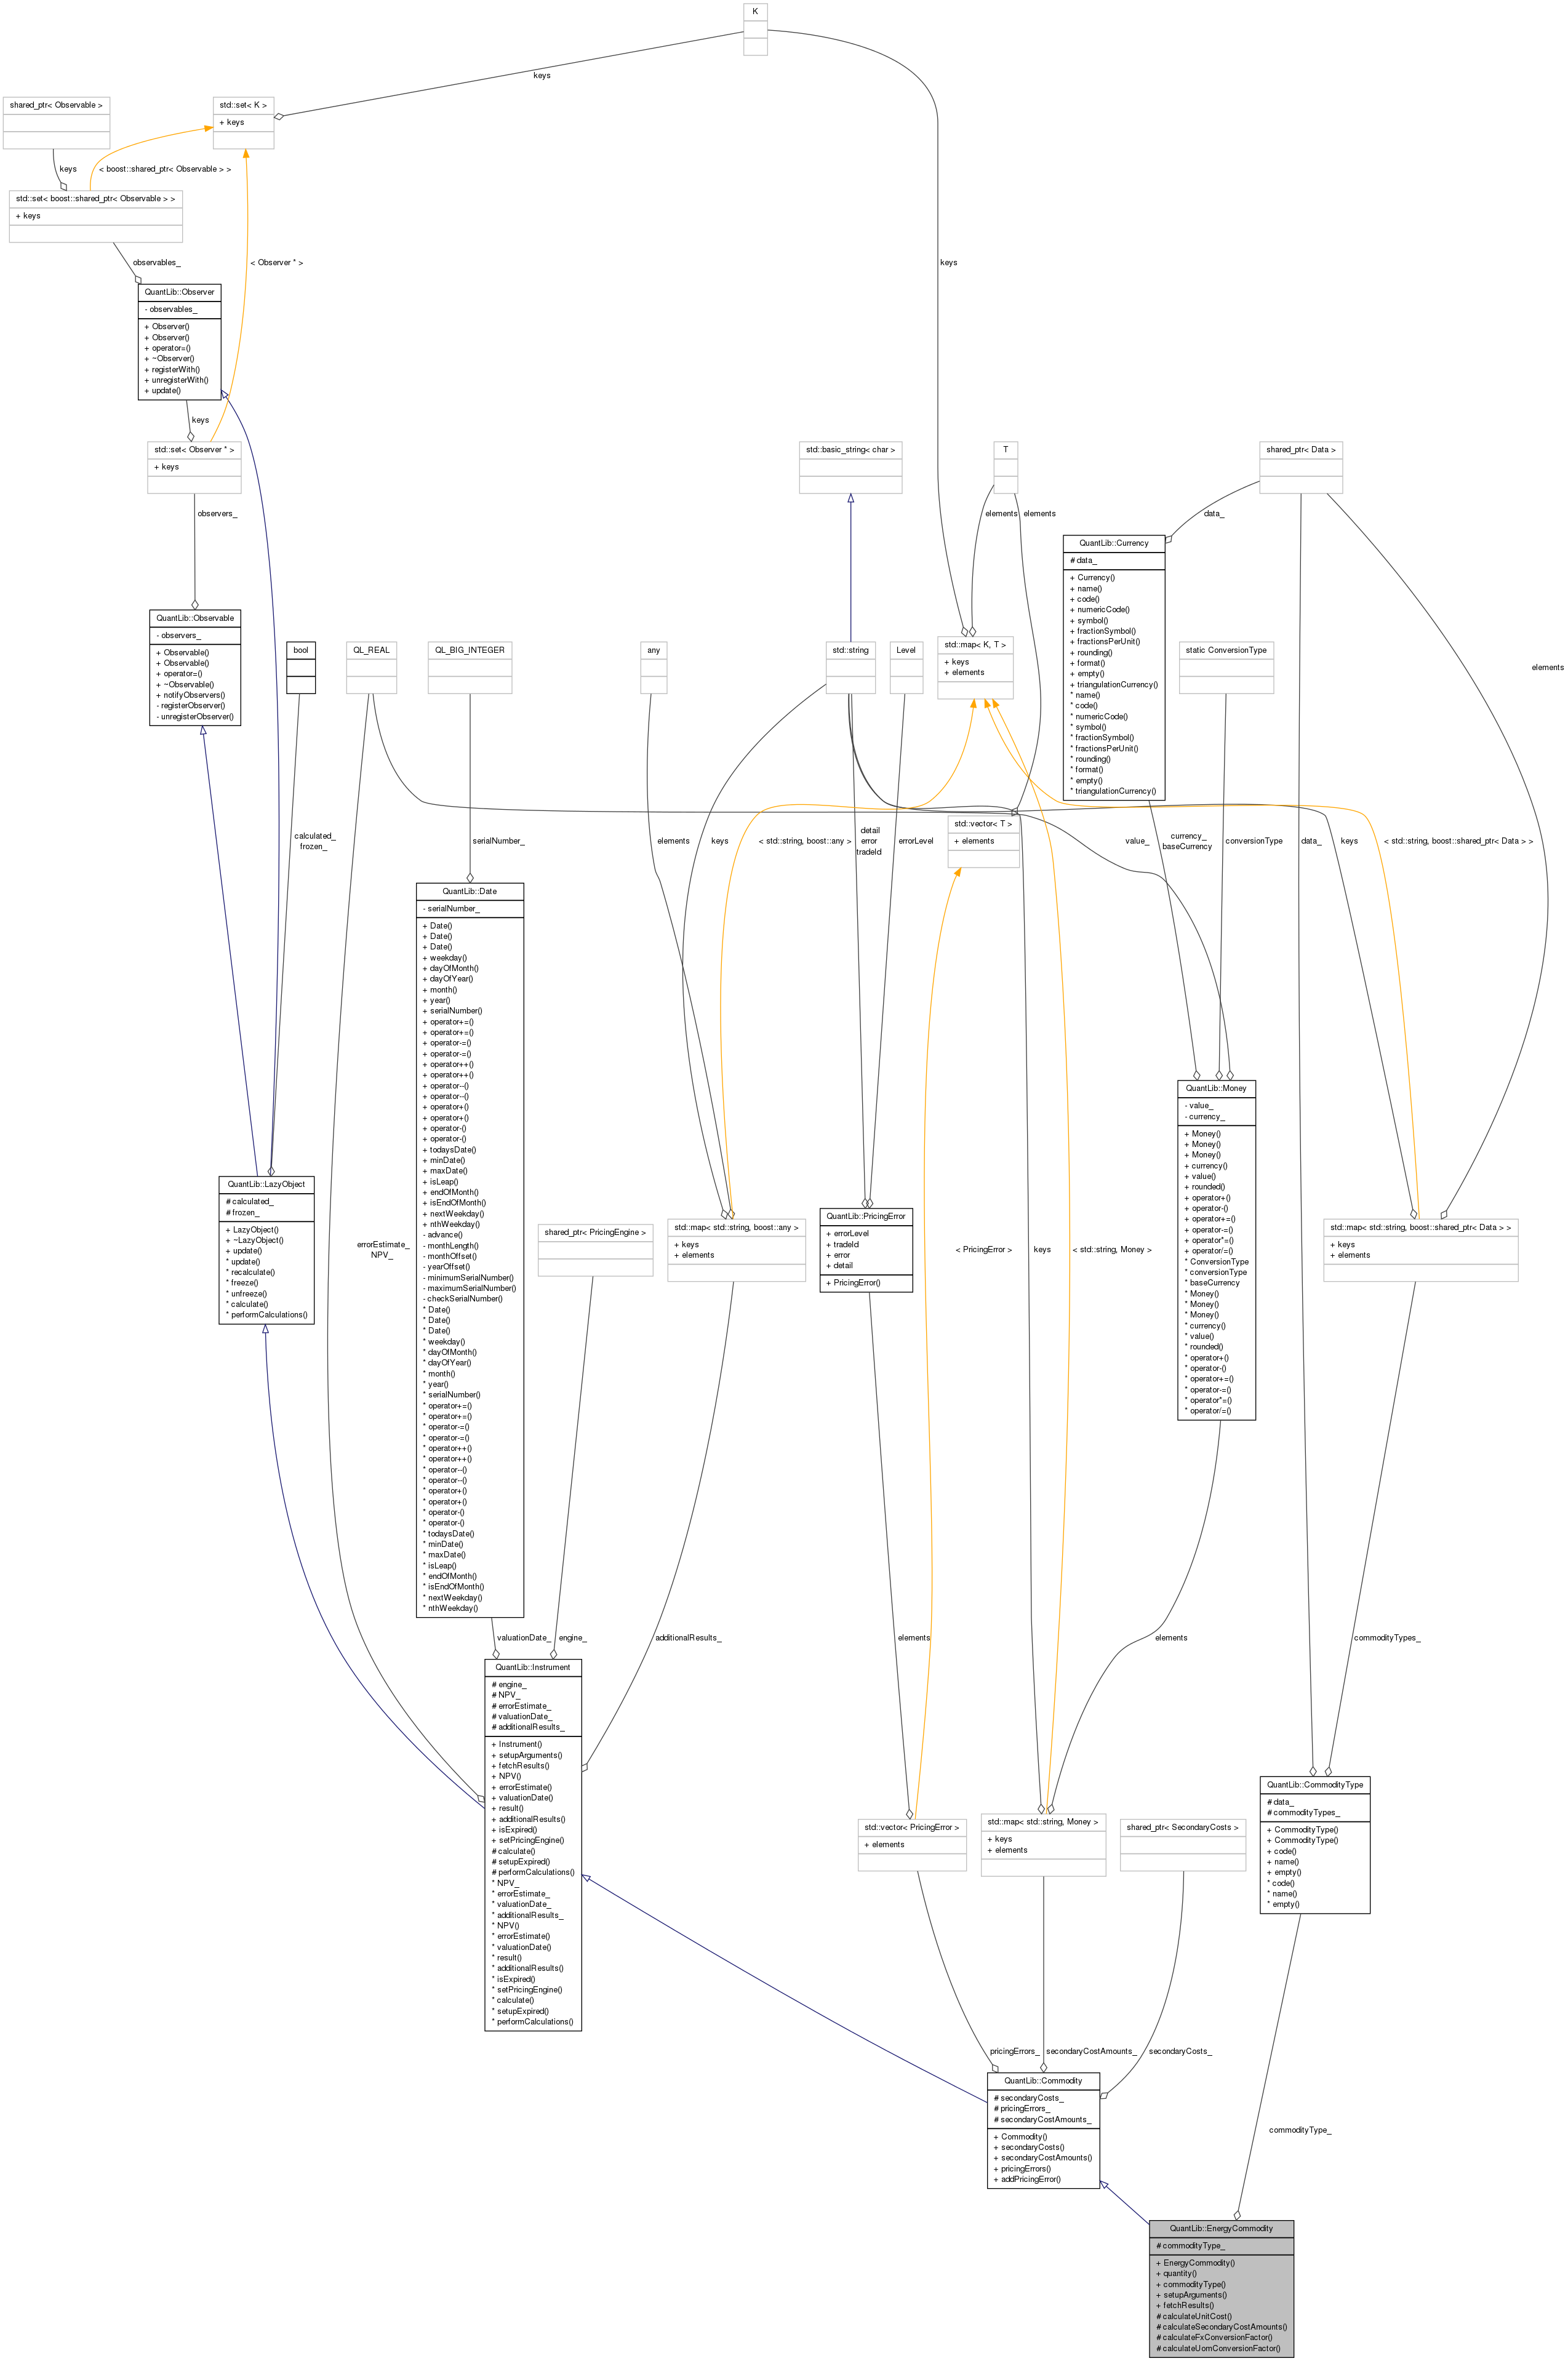 K
keys
shared_ptr< Observable >
std::set< K >
+ keys
keys
< boost::shared_ptr< Observable > >
std::set< boost::shared_ptr< Observable > >
+ keys
observables_
< Observer * >
keys
QuantLib::Observer
- observables_
+ Observer()
+ Observer()
+ operator=()
+ ~Observer()
+ registerWith()
+ unregisterWith()
+ update()
keys
std::set< Observer * >
+ keys
std::basic_string< char >
T
shared_ptr< Data >
observers_
elements
elements
data_
QuantLib::Currency
# data_
+ Currency()
+ name()
+ code()
+ numericCode()
+ symbol()
+ fractionSymbol()
+ fractionsPerUnit()
+ rounding()
+ format()
+ empty()
+ triangulationCurrency()
* name()
* code()
* numericCode()
* symbol()
* fractionSymbol()
* fractionsPerUnit()
* rounding()
* format()
* empty()
* triangulationCurrency()
elements
QuantLib::Observable
- observers_
+ Observable()
+ Observable()
+ operator=()
+ ~Observable()
+ notifyObservers()
- registerObserver()
- unregisterObserver()
bool
QL_REAL
QL_BIG_INTEGER
any
std::string
Level
std::map< K, T >
+ keys
+ elements
static ConversionType
std::vector< T >
+ elements
calculated_
frozen_
serialNumber_
elements
keys
< std::string, boost::any >
detail
error
tradeId
errorLevel
value_
currency_
baseCurrency
conversionType
data_
keys
< std::string, boost::shared_ptr< Data > >
QuantLib::Date
- serialNumber_
+ Date()
+ Date()
+ Date()
+ weekday()
+ dayOfMonth()
+ dayOfYear()
+ month()
+ year()
+ serialNumber()
+ operator+=()
+ operator+=()
+ operator-=()
+ operator-=()
+ operator++()
+ operator++()
+ operator--()
+ operator--()
+ operator+()
+ operator+()
+ operator-()
+ operator-()
+ todaysDate()
+ minDate()
+ maxDate()
+ isLeap()
+ endOfMonth()
+ isEndOfMonth()
+ nextWeekday()
+ nthWeekday()
- advance()
- monthLength()
- monthOffset()
- yearOffset()
- minimumSerialNumber()
- maximumSerialNumber()
- checkSerialNumber()
* Date()
* Date()
* Date()
* weekday()
* dayOfMonth()
* dayOfYear()
* month()
* year()
* serialNumber()
* operator+=()
* operator+=()
* operator-=()
* operator-=()
* operator++()
* operator++()
* operator--()
* operator--()
* operator+()
* operator+()
* operator-()
* operator-()
* todaysDate()
* minDate()
* maxDate()
* isLeap()
* endOfMonth()
* isEndOfMonth()
* nextWeekday()
* nthWeekday()
QuantLib::Money
- value_
- currency_
+ Money()
+ Money()
+ Money()
+ currency()
+ value()
+ rounded()
+ operator+()
+ operator-()
+ operator+=()
+ operator-=()
+ operator*=()
+ operator/=()
* ConversionType
* conversionType
* baseCurrency
* Money()
* Money()
* Money()
* currency()
* value()
* rounded()
* operator+()
* operator-()
* operator+=()
* operator-=()
* operator*=()
* operator/=()
QuantLib::LazyObject
# calculated_
# frozen_
+ LazyObject()
+ ~LazyObject()
+ update()
* update()
* recalculate()
* freeze()
* unfreeze()
* calculate()
* performCalculations()
errorEstimate_
NPV_
shared_ptr< PricingEngine >
std::map< std::string, boost::any >
+ keys
+ elements
QuantLib::PricingError
+ errorLevel
+ tradeId
+ error
+ detail
+ PricingError()
< PricingError >
keys
< std::string, Money >
std::map< std::string, boost::shared_ptr< Data > >
+ keys
+ elements
valuationDate_
engine_
additionalResults_
elements
elements
commodityTypes_
QuantLib::Instrument
# engine_
# NPV_
# errorEstimate_
# valuationDate_
# additionalResults_
+ Instrument()
+ setupArguments()
+ fetchResults()
+ NPV()
+ errorEstimate()
+ valuationDate()
+ result()
+ additionalResults()
+ isExpired()
+ setPricingEngine()
# calculate()
# setupExpired()
# performCalculations()
* NPV_
* errorEstimate_
* valuationDate_
* additionalResults_
* NPV()
* errorEstimate()
* valuationDate()
* result()
* additionalResults()
* isExpired()
* setPricingEngine()
* calculate()
* setupExpired()
* performCalculations()
std::vector< PricingError >
+ elements
std::map< std::string, Money >
+ keys
+ elements
shared_ptr< SecondaryCosts >
QuantLib::CommodityType
# data_
# commodityTypes_
+ CommodityType()
+ CommodityType()
+ code()
+ name()
+ empty()
* code()
* name()
* empty()
pricingErrors_
secondaryCostAmounts_
secondaryCosts_
QuantLib::Commodity
# secondaryCosts_
# pricingErrors_
# secondaryCostAmounts_
+ Commodity()
+ secondaryCosts()
+ secondaryCostAmounts()
+ pricingErrors()
+ addPricingError()
commodityType_
QuantLib::EnergyCommodity
# commodityType_
+ EnergyCommodity()
+ quantity()
+ commodityType()
+ setupArguments()
+ fetchResults()
# calculateUnitCost()
# calculateSecondaryCostAmounts()
# calculateFxConversionFactor()
# calculateUomConversionFactor()